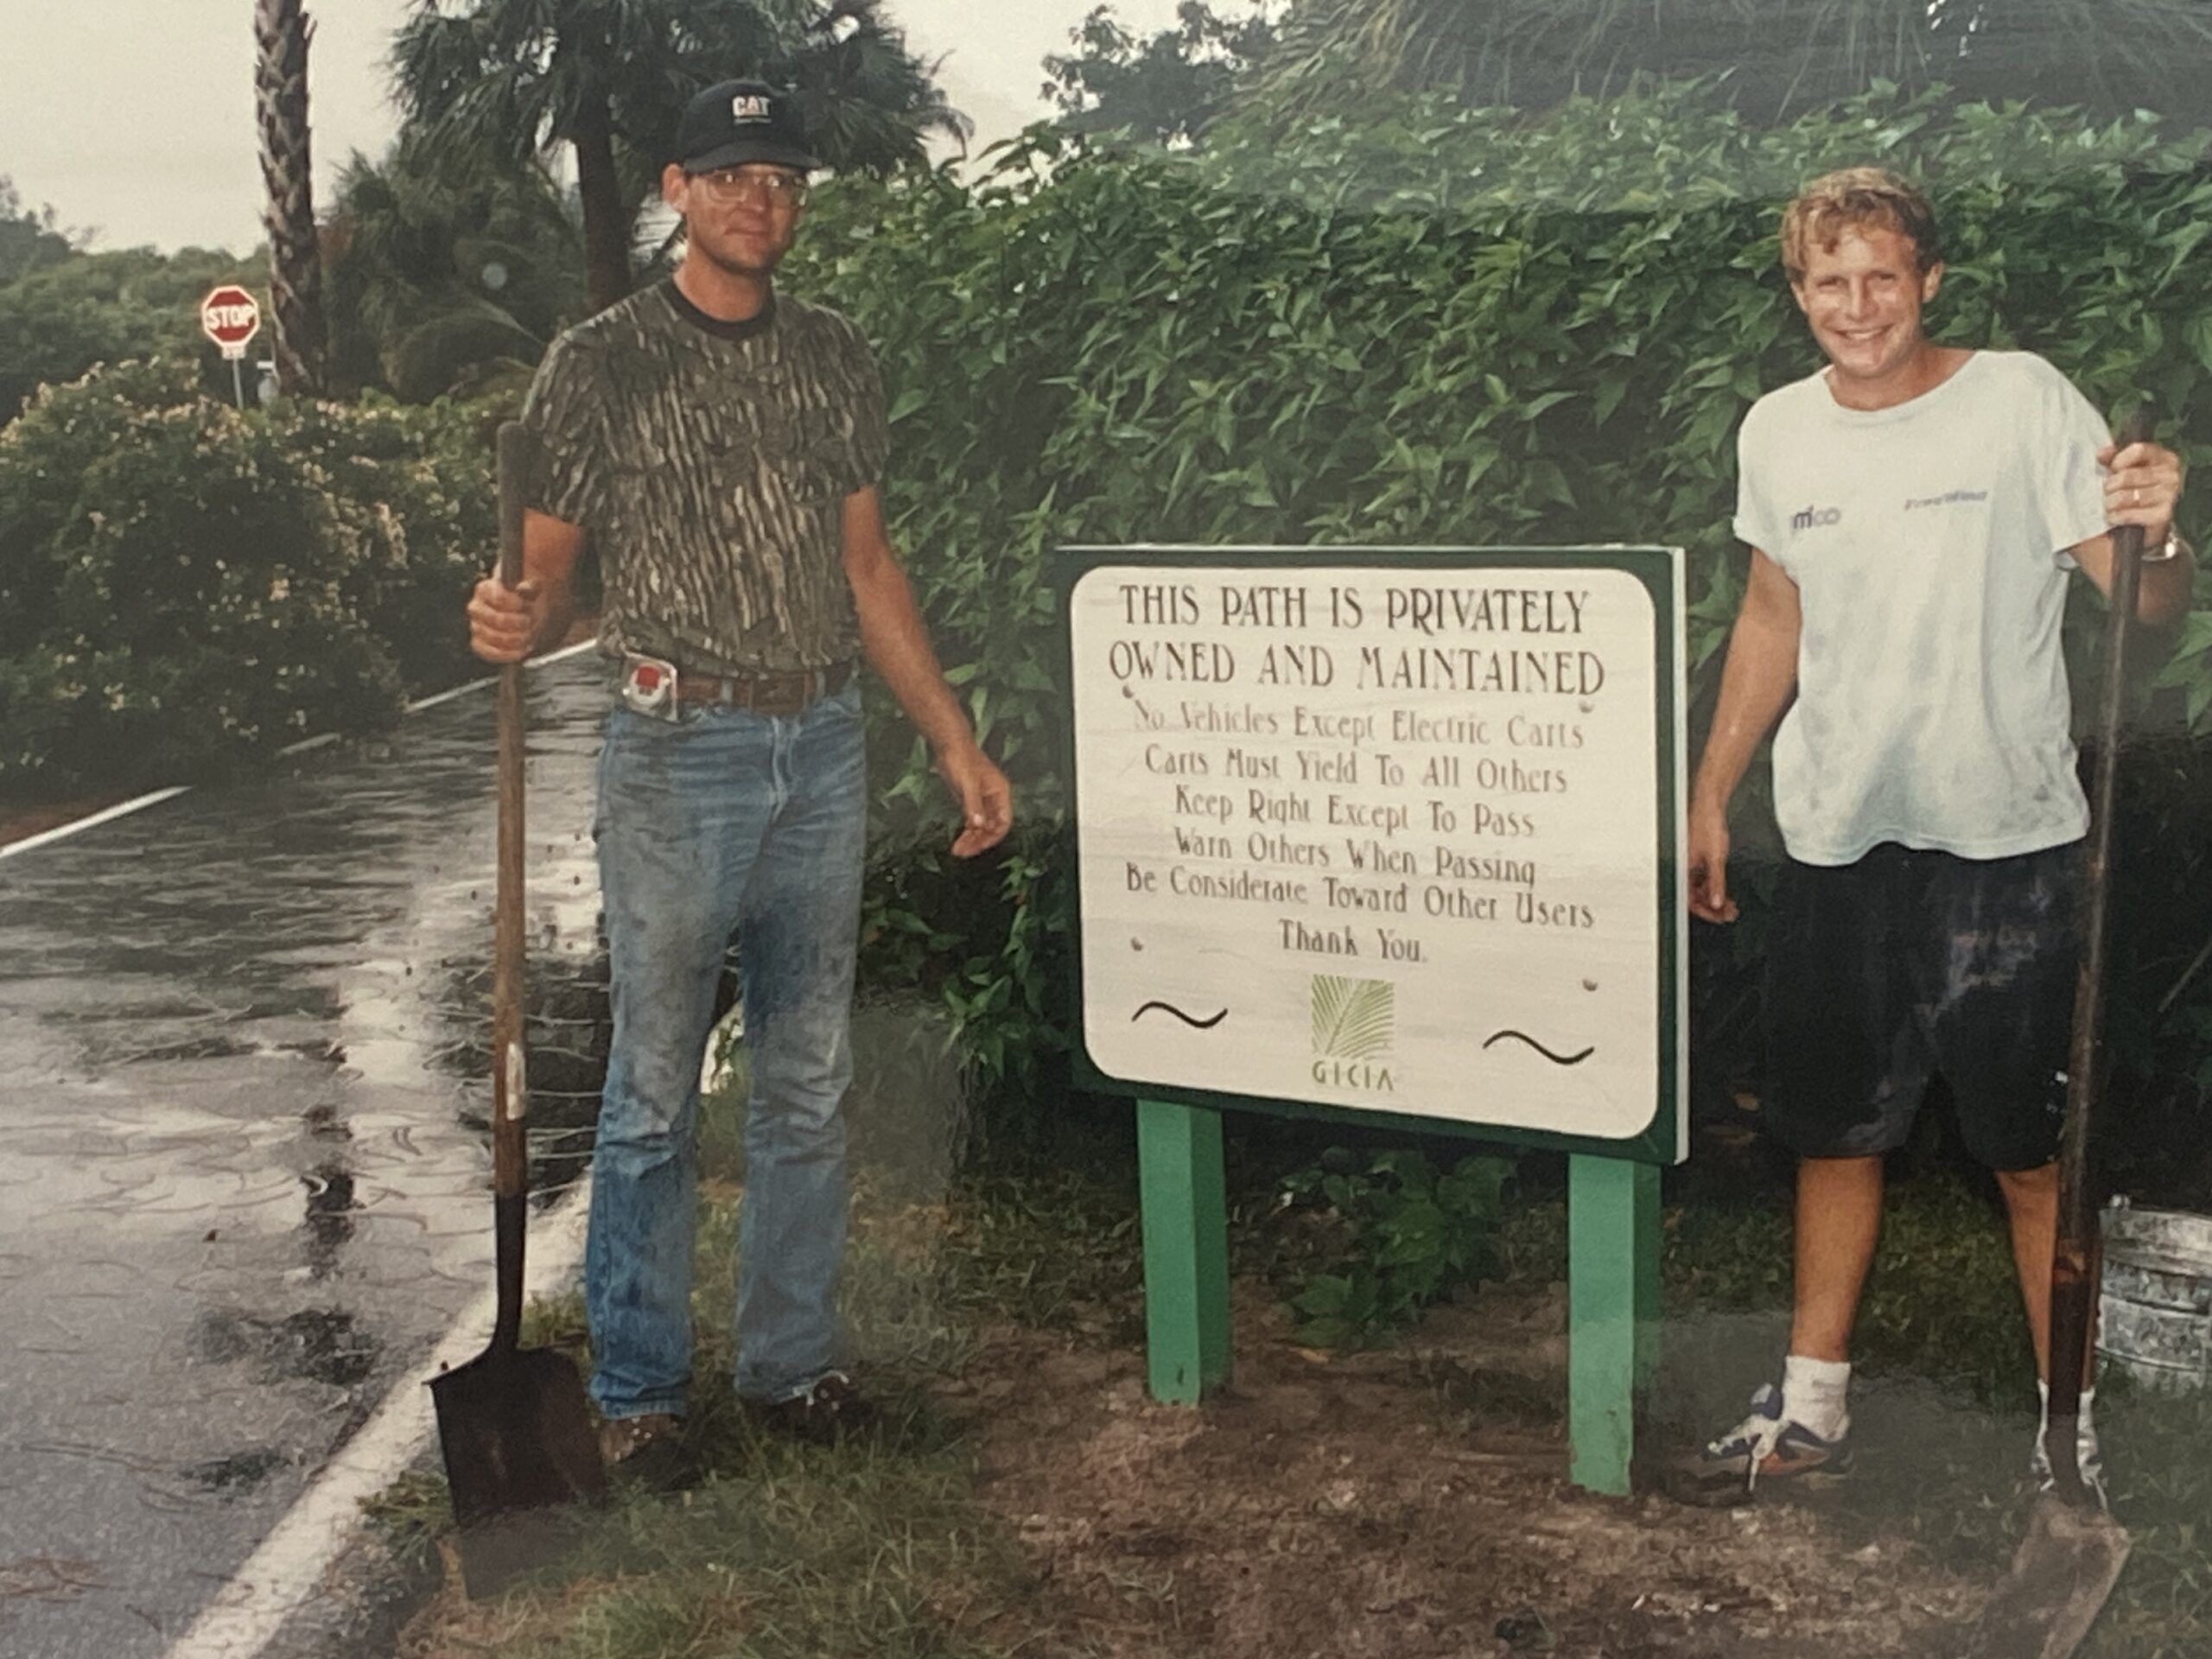 CAT
STOP
mco
THIS PATH IS PRIVATELY
OWNED AND MAINTAINED
No Vehicles Except Electric Carts
Carts Must Yield To All Others
Keep Right Except To Pass
Warn Others When Passing
Be Considerate Toward Other Users
Thank You.
GICIA